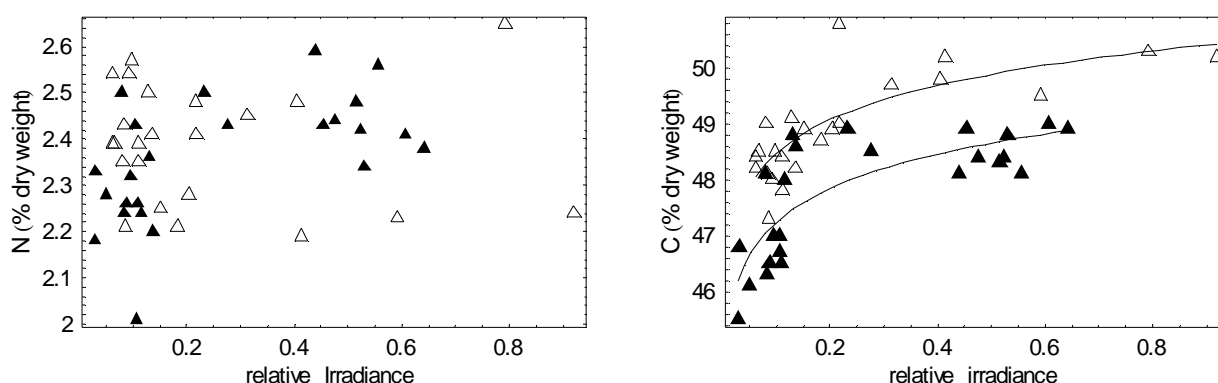 N (% dry weight)
2.6
2.5
2.4
2.3
2.2
2.1
2
0.2 0.4 0.6 0.8
relative Irradiance
C (% dry weight)
50
49
48
47
46
0.2 0.4 0.6 0.8
relative irradiance